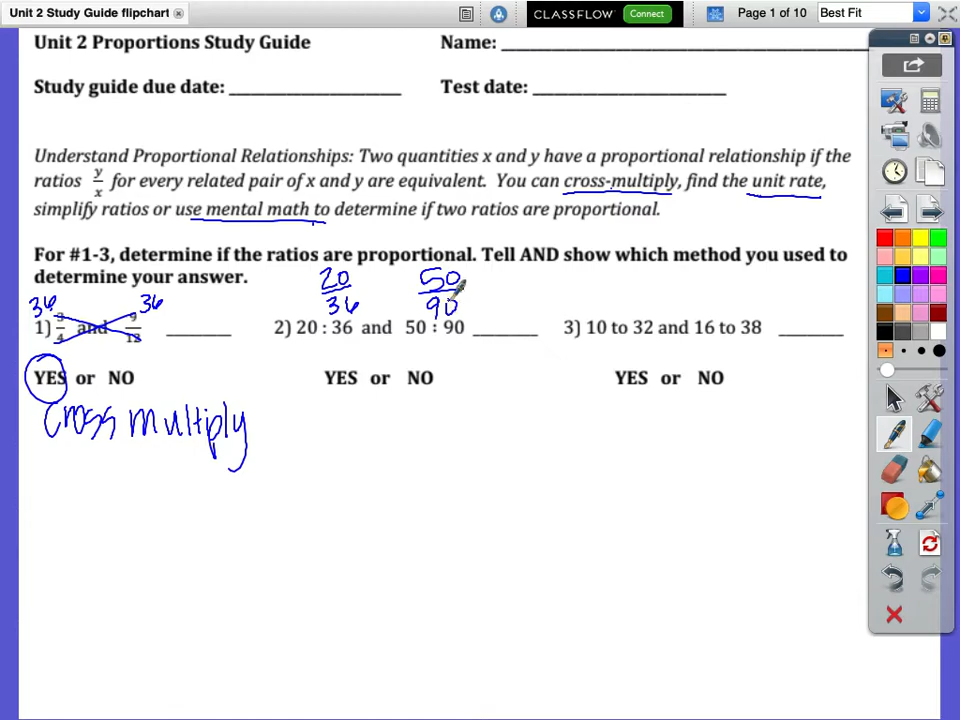 Unit 2 Study Guide flipchart
CLASSFLOW Connect
Page 1 of 10
Best Fit
Unit 2 Proportions Study Guide Name: ____________________
Study guide due date: ____________________ Test date: ____________________
Understand Proportional Relationships: Two quantities x and y have a proportional relationship if the
ratios y/x for every related pair of x and y are equivalent. You can cross-multiply, find the unit rate,
simplify ratios or use mental math to determine if two ratios are proportional.
For #1-3, determine if the ratios are proportional. Tell AND show which method you used to
determine your answer.
20/36 50/90
36 36
1) 3/4 and 9/12 ________ 2) 20 : 36 and 50 : 90 ________ 3) 10 to 32 and 16 to 38 ________
YES or NO YES or NO YES or NO
Cross multiply